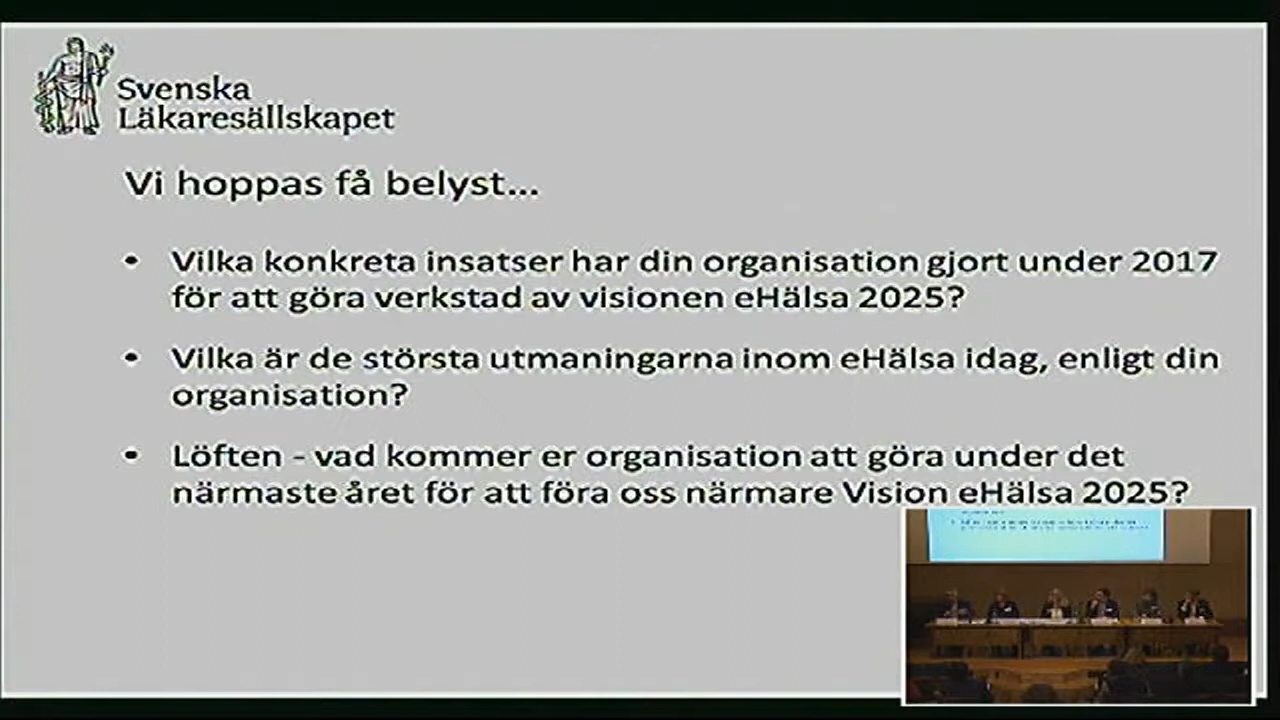 Svenska
Läkaresällskapet
Vi hoppas få belyst...
• Vilka konkreta insatser har din organisation gjort under 2017
för att göra verkstad av visionen eHälsa 2025?
• Vilka är de största utmaningarna inom eHälsa idag, enligt din
organisation?
• Löften - vad kommer er organisation att göra under det
närmaste året för att föra oss närmare Vision eHälsa 2025?